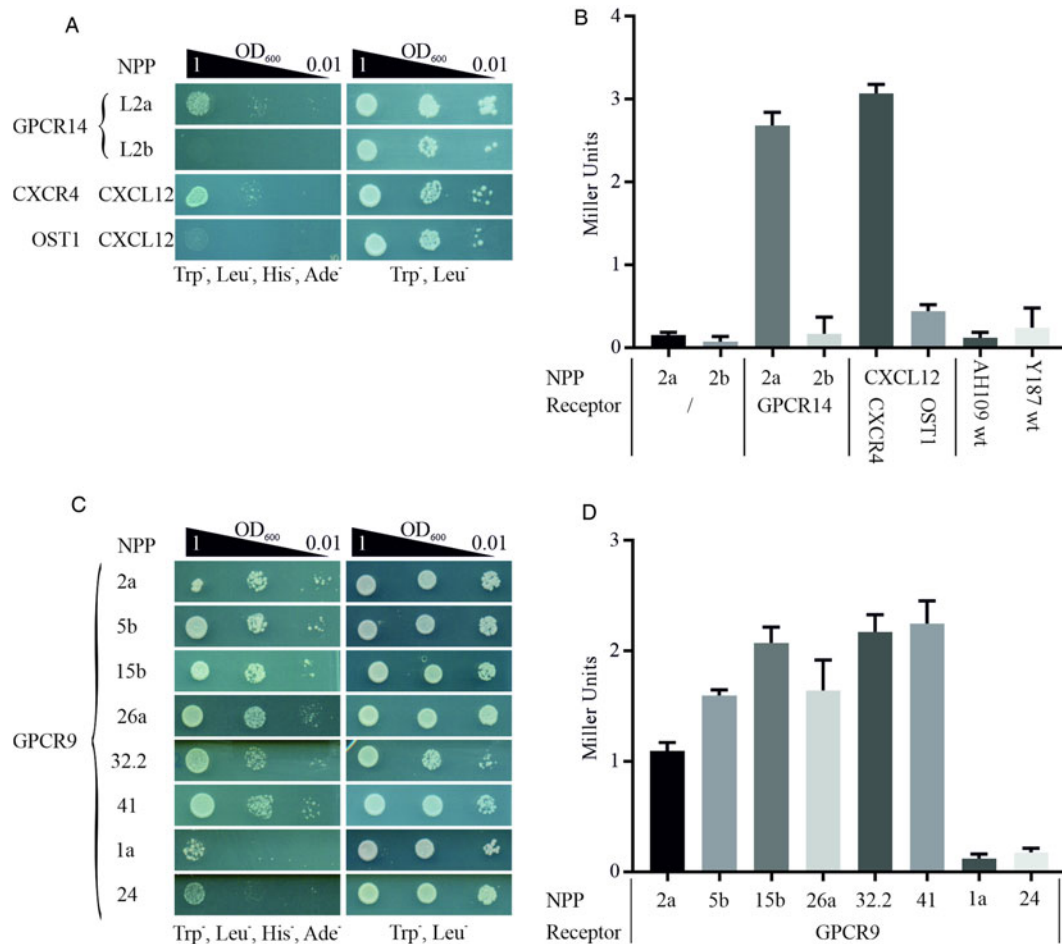 A
OD600
NPP 1 0.01 1 0.01
GPCR14 L2a
L2b
CXCR4 CXCL12
OST1 CXCL12
Trp-, Leu-, His-, Ade- Trp-, Leu-
B
Miller Units
4
3
2
1
0
NPP 2a 2b 2a 2b CXCL12 AH109 wt Y187 wt
Receptor / GPCR14 CXCR4 OST1
C
OD600 OD600
NPP 1 0.01 1 0.01
2a
5b
15b
26a
GPCR9
32.2
41
1a
24
Trp-, Leu-, His-, Ade- Trp-, Leu-
D
Miller Units
3
2
1
0
NPP 2a 5b 15b 26a 32.2 41 1a 24
Receptor GPCR9